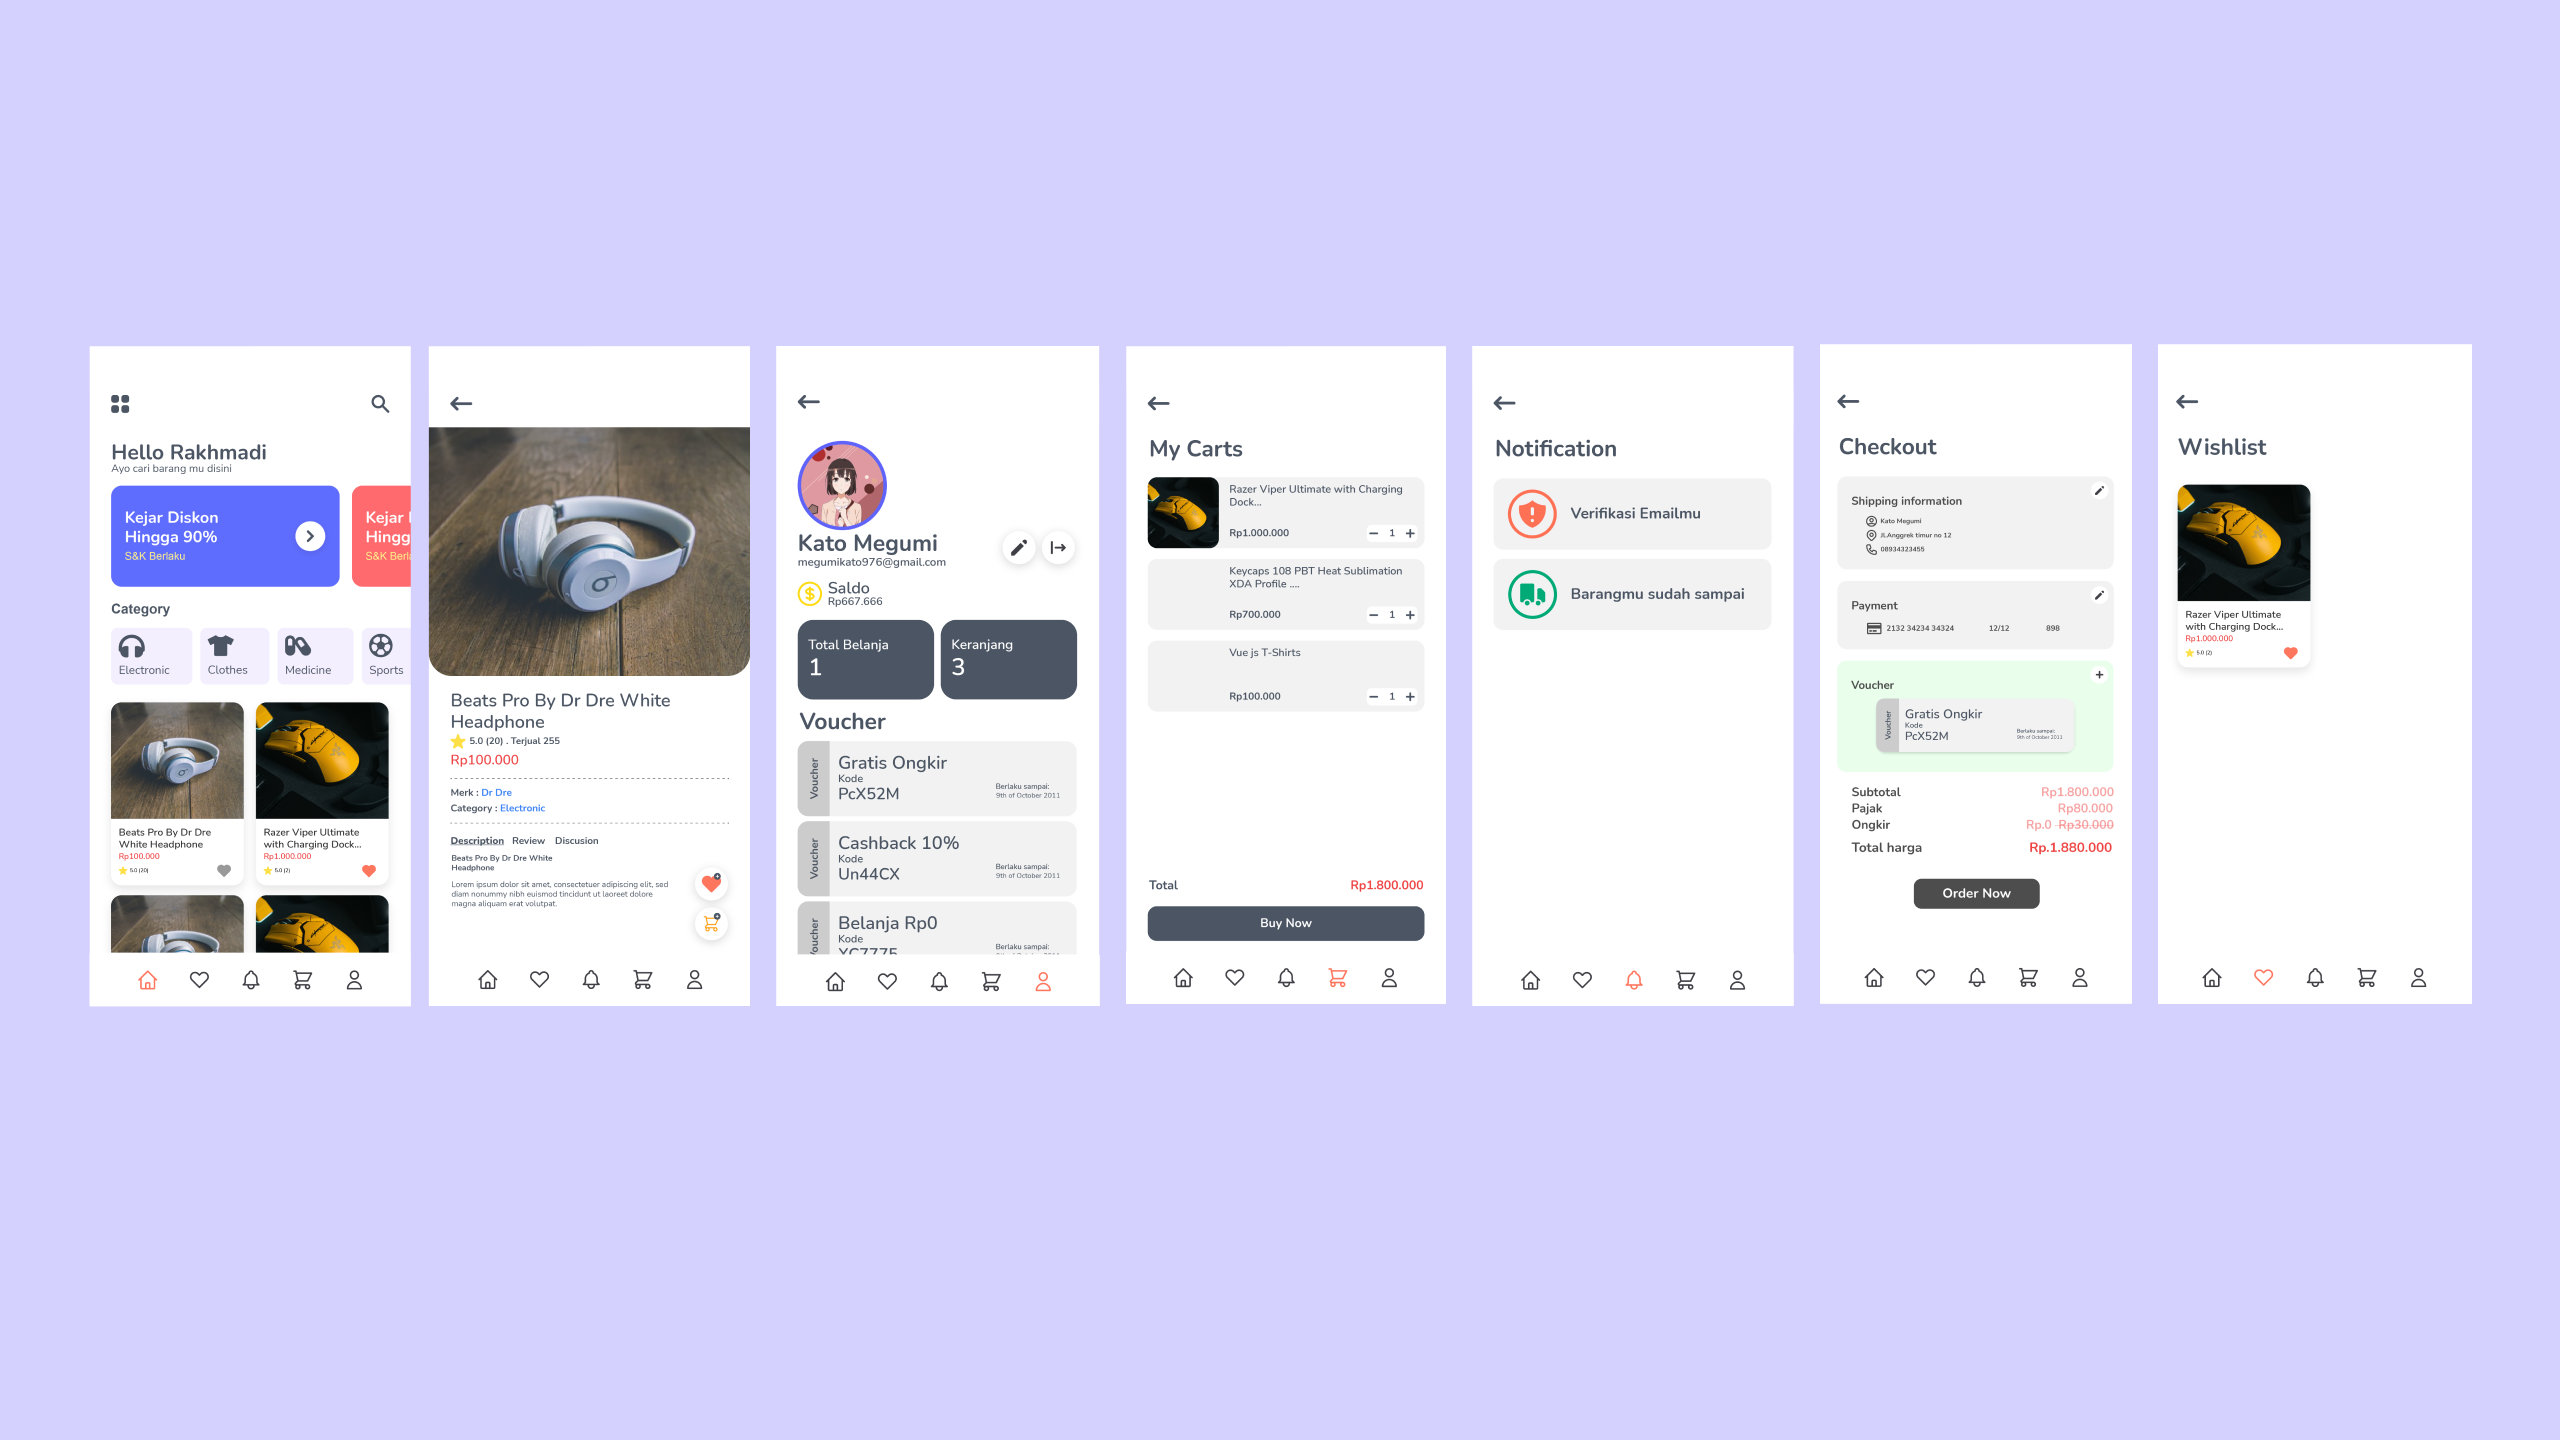 Hello Rakhmadi
Ayo cari barang mu disini
Kejar Diskon
Hingga 90%
S&K Berlaku
Kejar
Hingg
S&K Berl
Category
Electronic
Clothes
Medicine
Sports
Beats Pro By Dr Dre
White Headphone
Rp100.000
5.0 (20)
Razer Viper Ultimate
with Charging Dock...
Rp1.000.000
5.0 (2)
Beats Pro By Dr Dre White
Headphone
5.0 (20) . Terjual 255
Rp100.000
Merk : Dr Dre
Category : Electronic
Description Review Discusion
Beats Pro By Dr Dre White
Headphone
Lorem ipsum dolor sit amet, consectetuer adipiscing elit, sed
diam nonummy nibh euismod tincidunt ut laoreet dolore
magna aliquam erat volutpat.
Kato Megumi
megumikato976@gmail.com
Saldo
Rp667.666
Total Belanja
1
Keranjang
3
Voucher
Voucher
Gratis Ongkir
Kode
PcX52M
Berlaku sampai:
9th of October 2011
Voucher
Cashback 10%
Kode
Un44CX
Berlaku sampai:
9th of October 2011
Voucher
Belanja Rp0
Kode
XC7775
Berlaku sampai:
My Carts
Razer Viper Ultimate with Charging
Dock...
Rp1.000.000
1
Keycaps 108 PBT Heat Sublimation
XDA Profile ....
Rp700.000
1
Vue js T-Shirts
Rp100.000
1
Total
Rp1.800.000
Buy Now
Notification
Verifikasi Emailmu
Barangmu sudah sampai
Checkout
Shipping information
Kato Megumi
Jl.Anggrek timur no 12
08934323455
Payment
2132 34234 34324 12/12 898
Voucher
Voucher
Gratis Ongkir
Kode
PcX52M
Berlaku sampai:
9th of October 2011
Subtotal Rp1.800.000
Pajak Rp80.000
Ongkir Rp.0 Rp30.000
Total harga Rp.1.880.000
Order Now
Wishlist
Razer Viper Ultimate
with Charging Dock...
Rp1.000.000
5.0 (2)